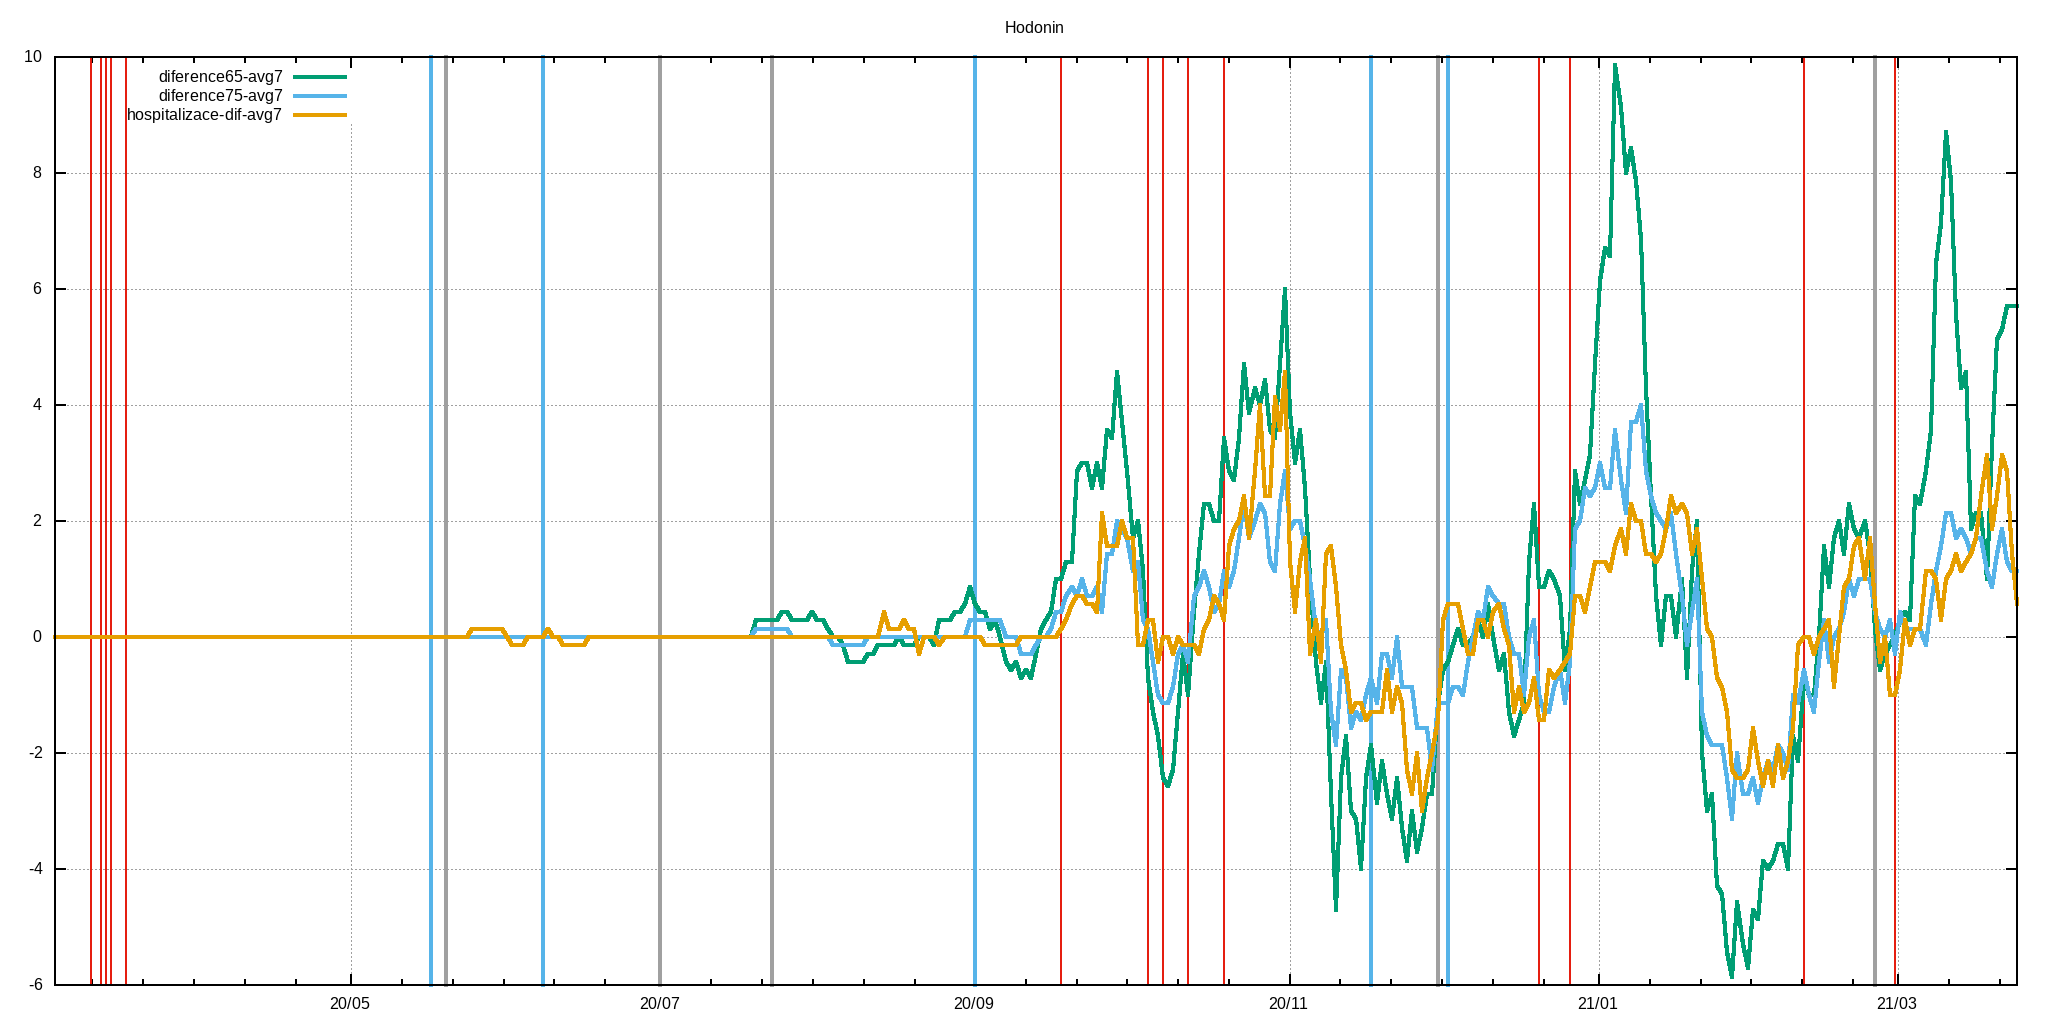 Hodonin
10
diference65-avg7
diference75-avg7
hospitalizace-dif-avg7
8
6
4
2
0
-2
-4
-6
20/05 20/07 20/09 20/11 21/01 21/03